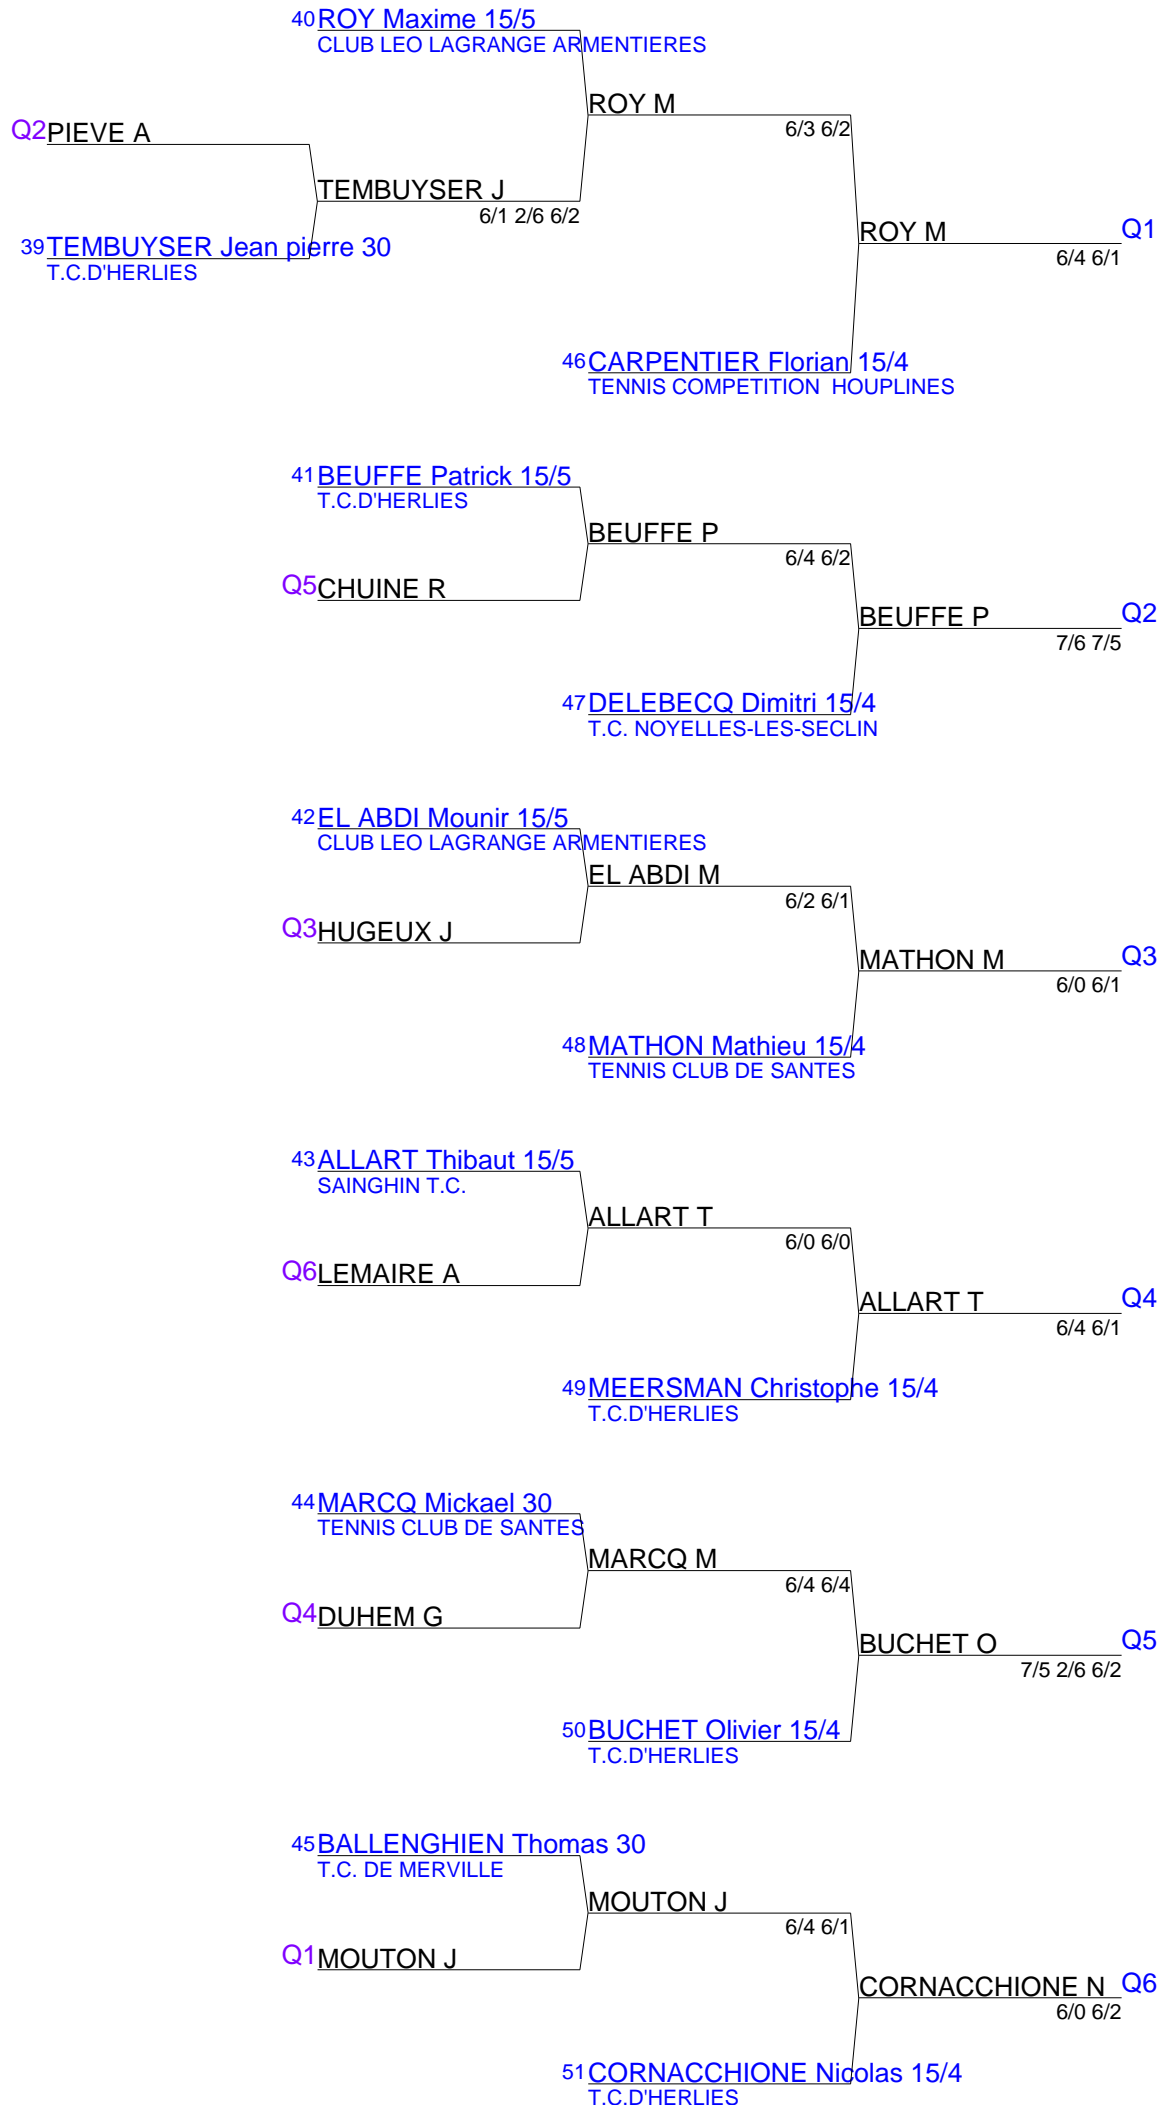 40 ROY Maxime 15/5
CLUB LEO LAGRANGE ARMENTIERES
ROY M
6/3 6/2
Q2 PIEVE A
TEMBUYSER J
6/1 2/6 6/2
ROY M Q1
6/4 6/1
39 TEMBUYSER Jean pierre 30
T.C.D'HERLIES
46 CARPENTIER Florian 15/4
TENNIS COMPETITION  HOUPLINES
41 BEUFFE Patrick 15/5
T.C.D'HERLIES
BEUFFE P
6/4 6/2
Q5 CHUINE R
BEUFFE P Q2
7/6 7/5
47 DELEBECQ Dimitri 15/4
T.C. NOYELLES-LES-SECLIN
42 EL ABDI Mounir 15/5
CLUB LEO LAGRANGE ARMENTIERES
EL ABDI M
6/2 6/1
Q3 HUGEUX J
MATHON M Q3
6/0 6/1
48 MATHON Mathieu 15/4
TENNIS CLUB DE SANTES
43 ALLART Thibaut 15/5
SAINGHIN T.C.
ALLART T
6/0 6/0
Q6 LEMAIRE A
ALLART T Q4
6/4 6/1
49 MEERSMAN Christophe 15/4
T.C.D'HERLIES
44 MARCQ Mickael 30
TENNIS CLUB DE SANTES
MARCQ M
6/4 6/4
Q4 DUHEM G
BUCHET O Q5
7/5 2/6 6/2
50 BUCHET Olivier 15/4
T.C.D'HERLIES
45 BALLENGHIEN Thomas 30
T.C. DE MERVILLE
MOUTON J
6/4 6/1
Q1 MOUTON J
CORNACCHIONE N Q6
6/0 6/2
51 CORNACCHIONE Nicolas 15/4
T.C.D'HERLIES